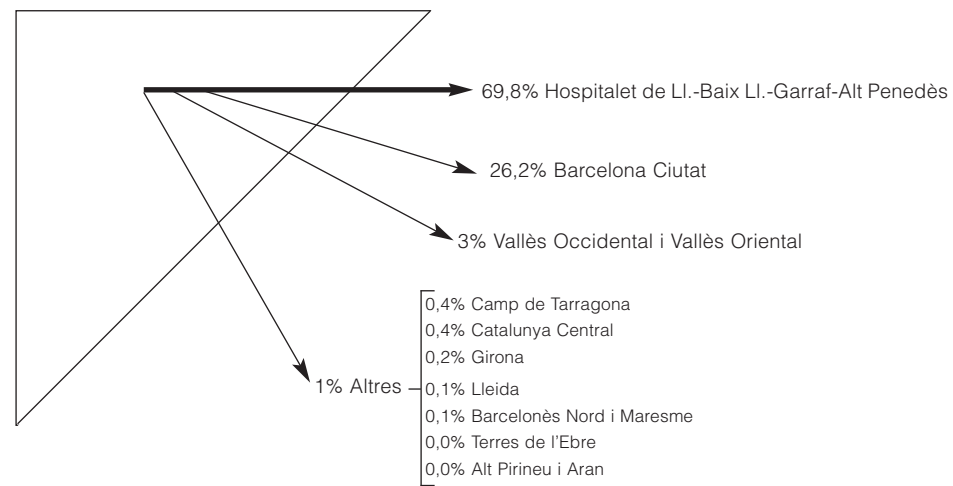 69,8% Hospitalet de Ll.-Baix Ll.-Garraf-Alt Penedès
26,2% Barcelona Ciutat
3% Vallès Occidental i Vallès Oriental
1% Altres
0,4% Camp de Tarragona
0,4% Catalunya Central
0,2% Girona
0,1% Lleida
0,1% Barcelonès Nord i Maresme
0,0% Terres de l'Ebre
0,0% Alt Pirineu i Aran